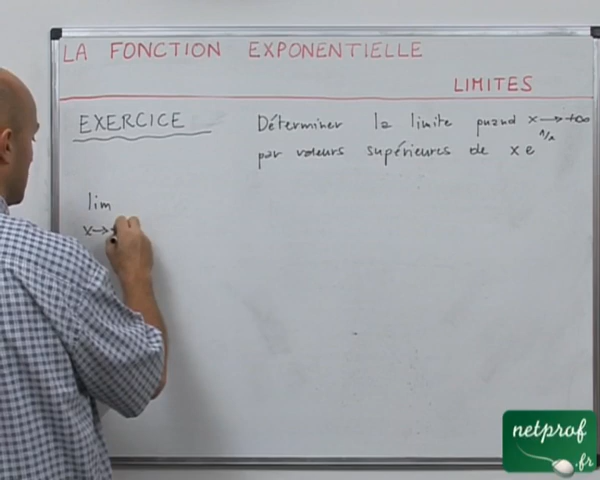 LA FONCTION EXPONENTIELLE
LIMITES
EXERCICE
Déterminer la limite quand x → +∞
par valeurs supérieures de x e^1/x
lim
x →
netprof
.fr